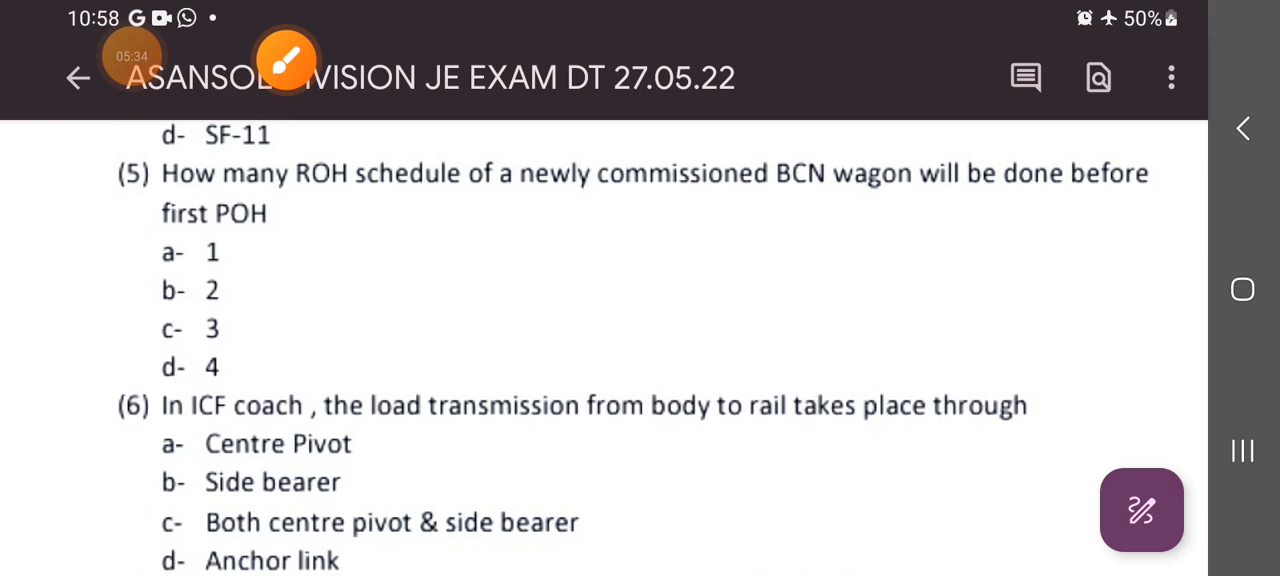 10:58 G
50%
05:34
ASANSOL DIVISION JE EXAM DT 27.05.22
d- SF-11
(5) How many ROH schedule of a newly commissioned BCN wagon will be done before
first POH
a- 1
b- 2
c- 3
d- 4
(6) In ICF coach , the load transmission from body to rail takes place through
a- Centre Pivot
b- Side bearer
c- Both centre pivot & side bearer
d- Anchor link